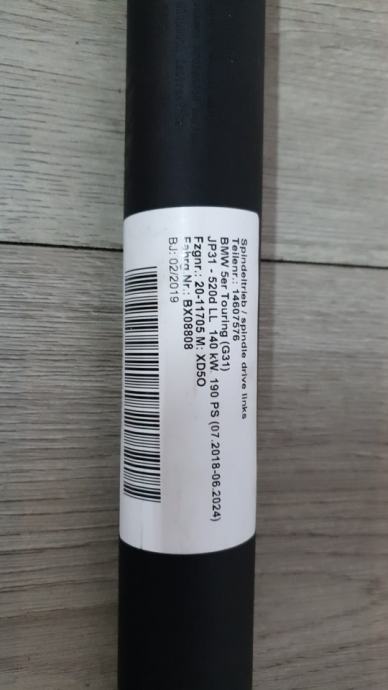 Spindeltrieb / spindle drive links
Teilenr.: 14607576
BMW 5er Touring (G31)
JP31 - 520d LL 140 kW 190 PS (07.2018-06.2024)
Fzgnr.: 20-11705 M: XD5O
Fahrg.Nr.: BX08808
BJ: 02/2019